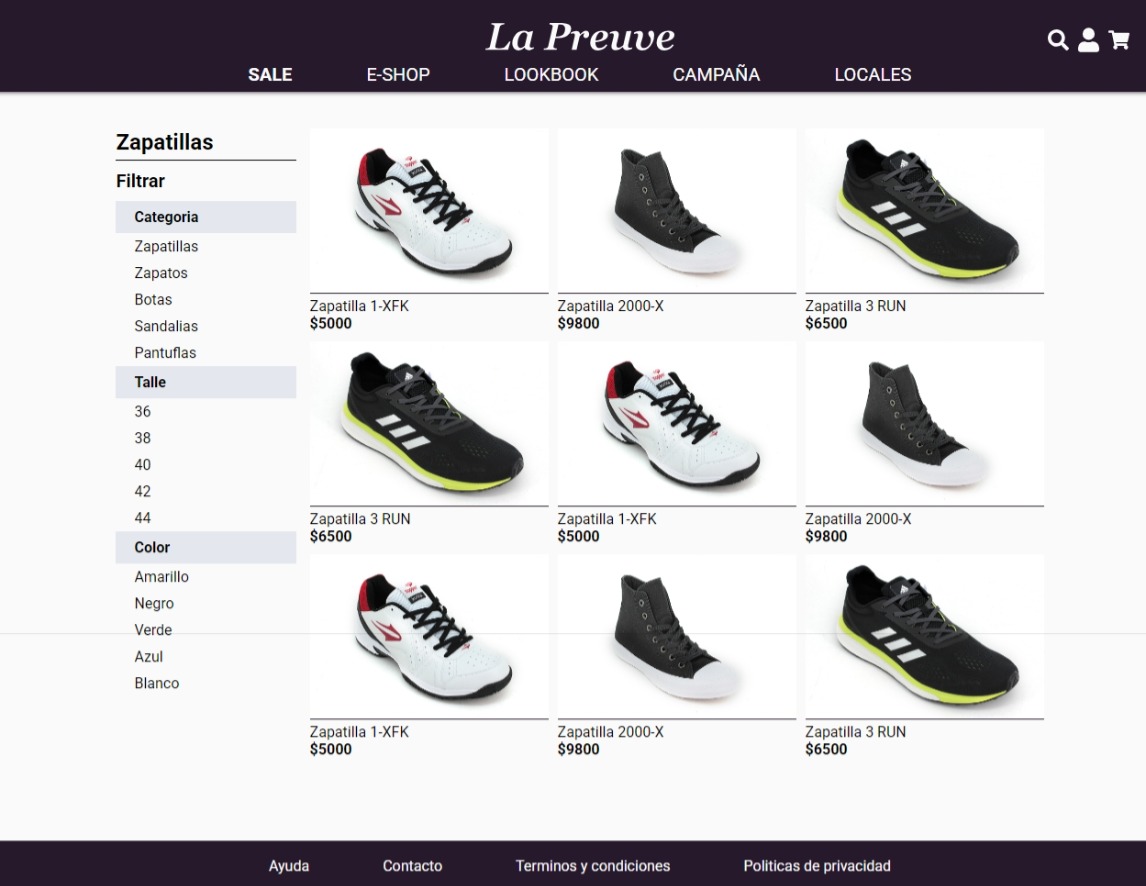 La Preuve
SALE
E-SHOP
LOOKBOOK
CAMPAÑA
LOCALES
Zapatillas
Filtrar
Categoria
Zapatillas
Zapatos
Botas
Sandalias
Pantuflas
Talle
36
38
40
42
44
Color
Amarillo
Negro
Verde
Azul
Blanco
Zapatilla 1-XFK
$5000
Zapatilla 2000-X
$9800
Zapatilla 3 RUN
$6500
Zapatilla 3 RUN
$6500
Zapatilla 1-XFK
$5000
Zapatilla 2000-X
$9800
Zapatilla 1-XFK
$5000
Zapatilla 2000-X
$9800
Zapatilla 3 RUN
$6500
Ayuda
Contacto
Terminos y condiciones
Politicas de privacidad